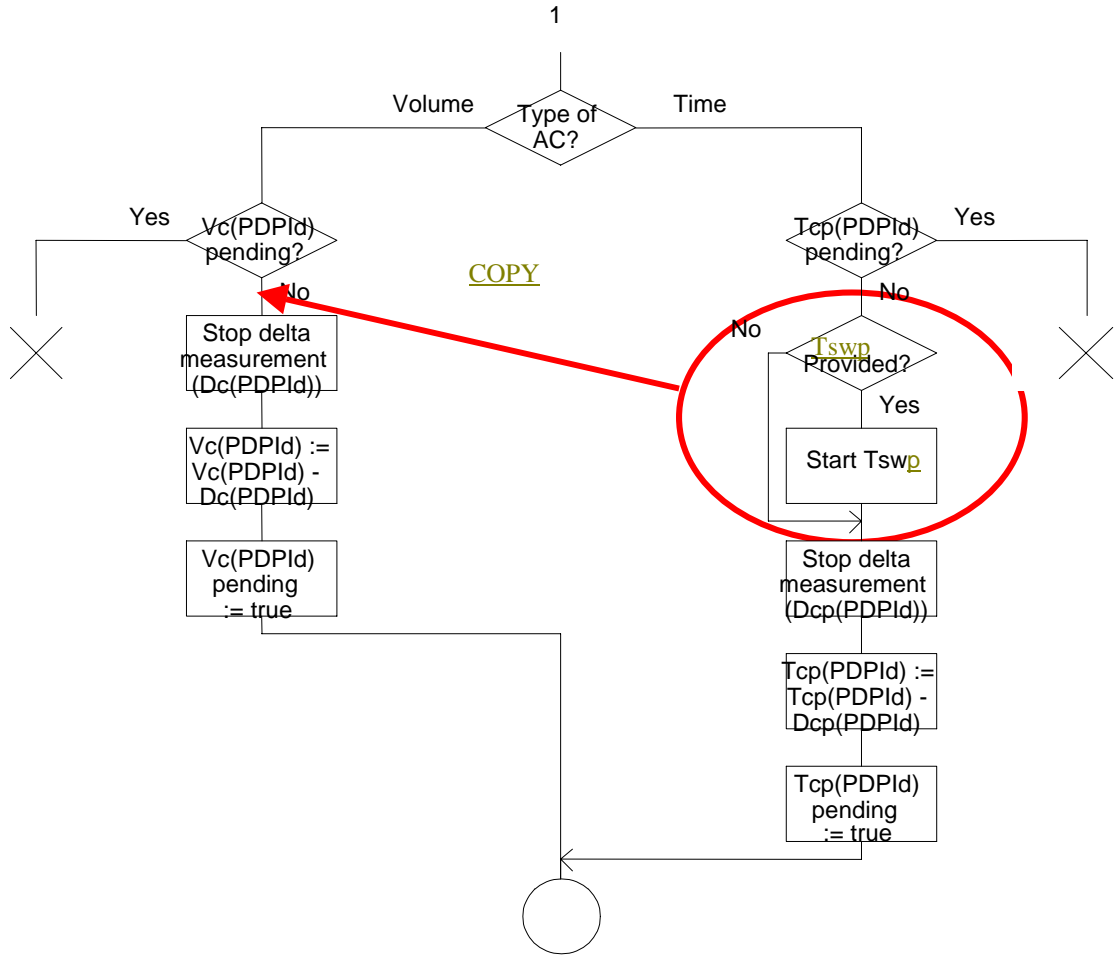 1
Volume
Type of
AC?
Time
Yes
Vc(PDPId)
pending?
Tcp(PDPId)
pending?
Yes
COPY
No
No
Stop delta
measurement
(Dc(PDPId))
No
Tswp
Provided?
Yes
Vc(PDPId) :=
Vc(PDPId) -
Dc(PDPId)
Start Tswp
Vc(PDPId)
pending
:= true
Stop delta
measurement
(Dcp(PDPId))
Tcp(PDPId) :=
Tcp(PDPId) -
Dcp(PDPId)
Tcp(PDPId)
pending
:= true